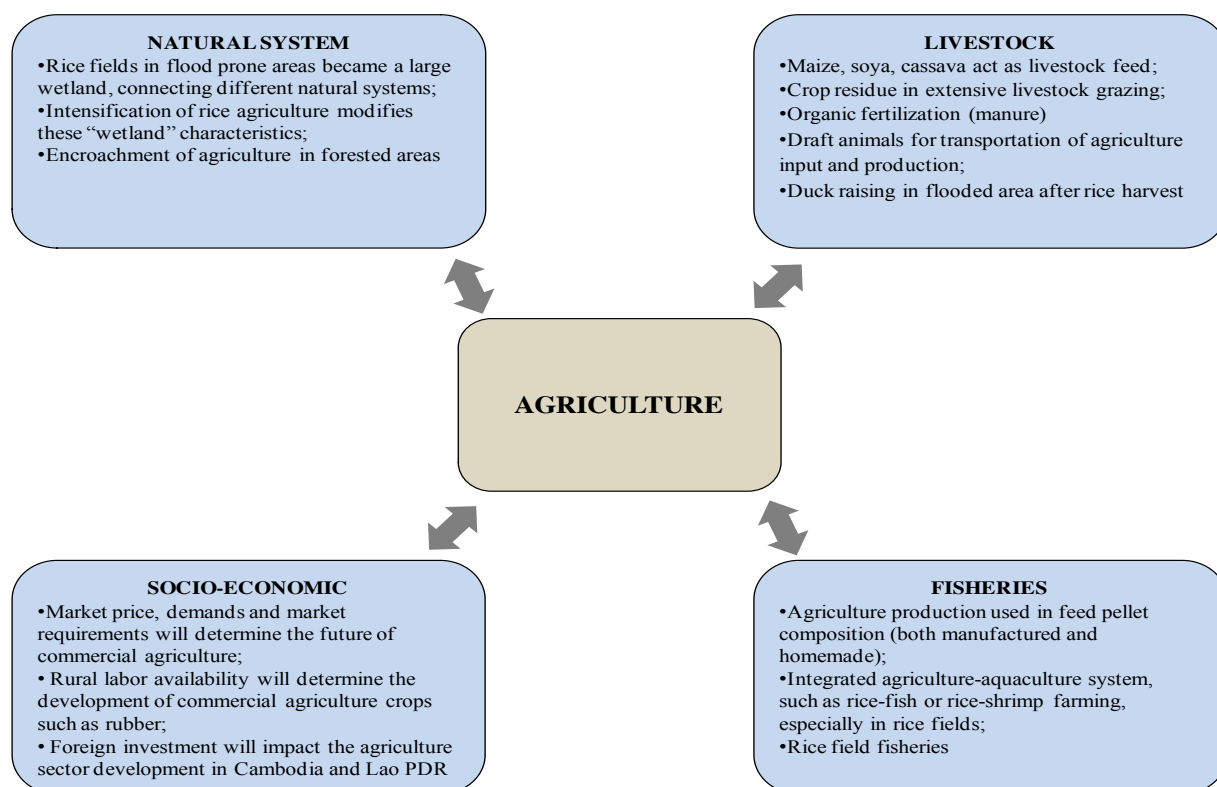 NATURAL SYSTEM
•Rice fields in flood prone areas became a large
wetland, connecting different natural systems;
•Intensification of rice agriculture modifies
these “wetland” characteristics;
•Encroachment of agriculture in forested areas
LIVESTOCK
•Maize, soya, cassava act as livestock feed;
•Crop residue in extensive livestock grazing;
•Organic fertilization (manure)
•Draft animals for transportation of agriculture
input and production;
•Duck raising in flooded area after rice harvest
AGRICULTURE
SOCIO-ECONOMIC
•Market price, demands and market
requirements will determine the future of
commercial agriculture;
• Rural labor availability will determine the
development of commercial agriculture crops
such as rubber;
• Foreign investment will impact the agriculture
sector development in Cambodia and Lao PDR
FISHERIES
•Agriculture production used in feed pellet
composition (both manufactured and
homemade);
•Integrated agriculture-aquaculture system,
such as rice-fish or rice-shrimp farming,
especially in rice fields;
•Rice field fisheries